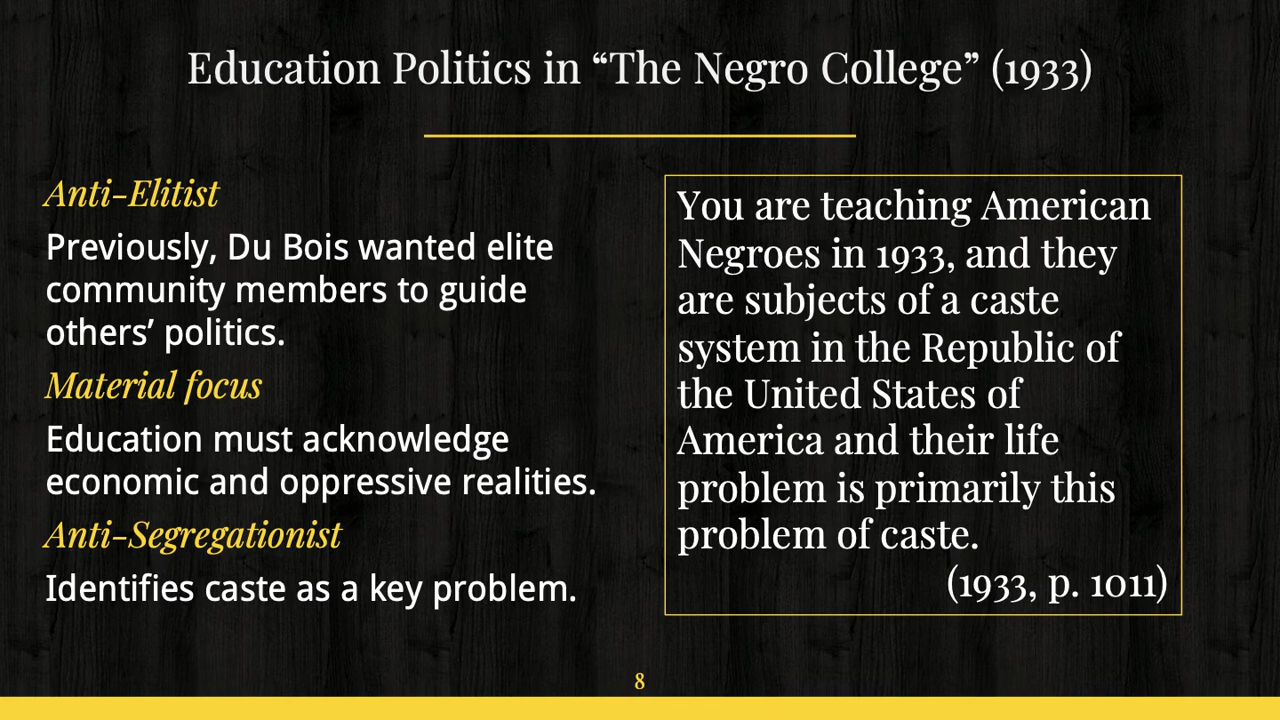 Education Politics in “The Negro College” (1933)
Anti-Elitist
Previously, Du Bois wanted elite
community members to guide
others’ politics.
Material focus
Education must acknowledge
economic and oppressive realities.
Anti-Segregationist
Identifies caste as a key problem.
You are teaching American
Negroes in 1933, and they
are subjects of a caste
system in the Republic of
the United States of
America and their life
problem is primarily this
problem of caste.
(1933, p. 1011)
8